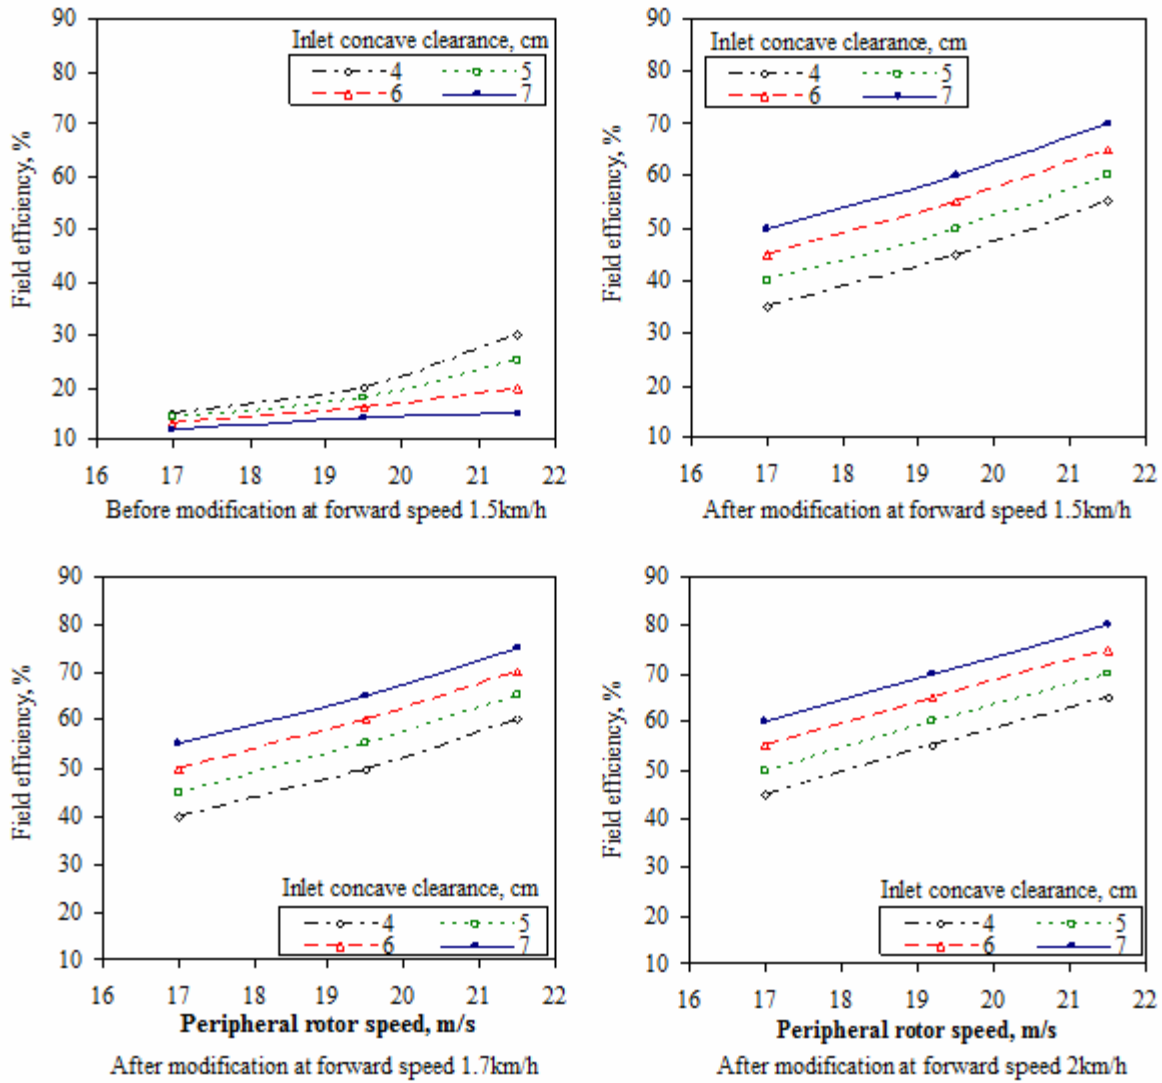 Inlet concave clearance, cm
4 5
6 7
Field efficiency, %
90
80
70
60
50
40
30
20
10
16 17 18 19 20 21 22
Before modification at forward speed 1.5km/h
Inlet concave clearance, cm
4 5
6 7
Field efficiency, %
90
80
70
60
50
40
30
20
10
16 17 18 19 20 21 22
After modification at forward speed 1.5km/h
Field efficiency, %
90
80
70
60
50
40
30
20
10
Inlet concave clearance, cm
4 5
6 7
16 17 18 19 20 21 22
Peripheral rotor speed, m/s
After modification at forward speed 1.7km/h
Field efficiency, %
90
80
70
60
50
40
30
20
10
Inlet concave clearance, cm
4 5
6 7
16 17 18 19 20 21 22
Peripheral rotor speed, m/s
After modification at forward speed 2km/h